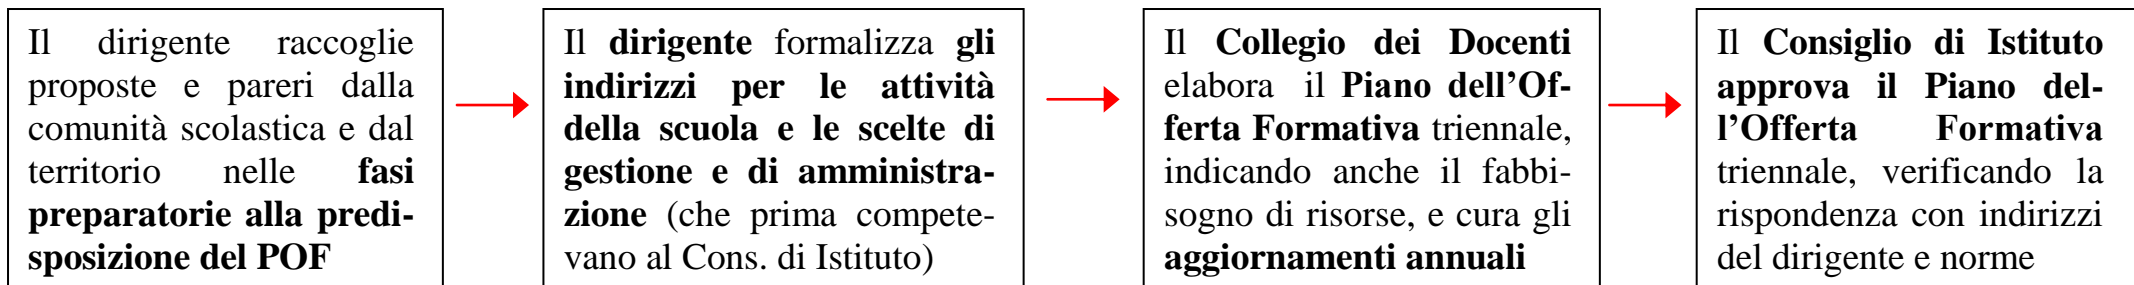 Il dirigente raccoglie
proposte e pareri dalla
comunità scolastica e dal
territorio nelle fasi
preparatorie alla predi-
sposizione del POF
Il dirigente formalizza gli
indirizzi per le attività
della scuola e le scelte di
gestione e di amministra-
zione (che prima compete-
vano al Cons. di Istituto)
Il Collegio dei Docenti
elabora il Piano dell’Of-
ferta Formativa triennale,
indicando anche il fabbi-
sogno di risorse, e cura gli
aggiornamenti annuali
Il Consiglio di Istituto
approva il Piano del-
l’Offerta Formativa
triennale, verificando la
rispondenza con indirizzi
del dirigente e norme